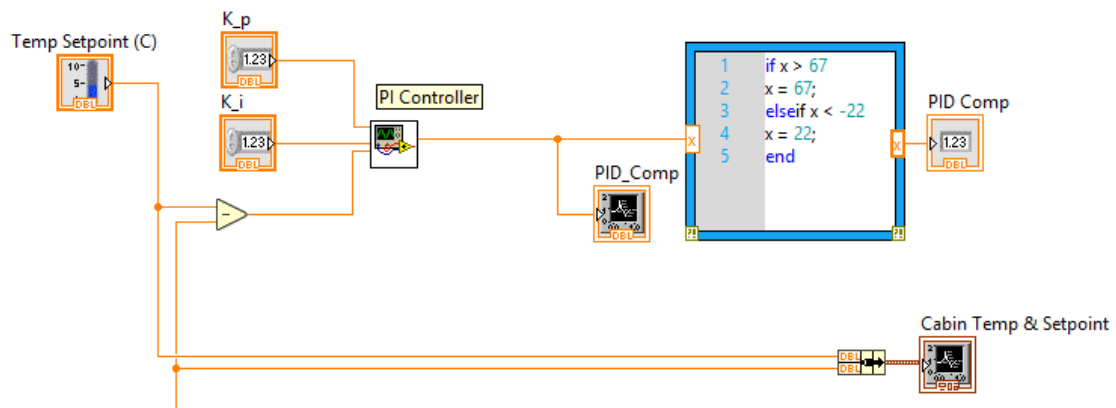 K_p
Temp Setpoint (C)
10-
5-
DBL
1.23
DBL
K_i
1.23
DBL
PI Controller
1 if x > 67
2 x = 67;
3 elseif x < -22
4 x = 22;
5 end
x
x
?!
?!
PID Comp
1.23
DBL
PID_Comp
DBL
Cabin Temp & Setpoint
DBL
DBL